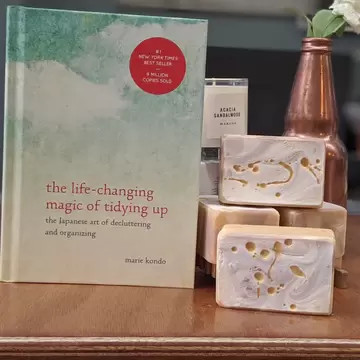 #1
NEW YORK TIMES
BEST SELLER
6 MILLION
COPIES SOLD
the life-changing
magic of tidying up
the Japanese art of decluttering
and organizing
marie kondo
ACACIA
SANDALWOOD